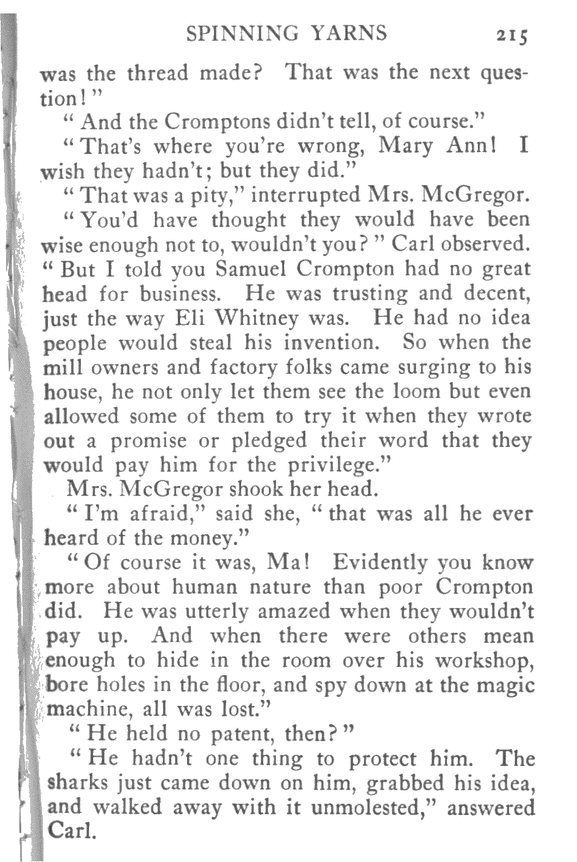 SPINNING YARNS 215
was the thread made? That was the next ques-
tion!"
"And the Cromptons didn't tell, of course."
"That's where you're wrong, Mary Ann! I
wish they hadn't; but they did."
"That was a pity," interrupted Mrs. McGregor.
"You'd have thought they would have been
wise enough not to, wouldn't you?" Carl observed.
"But I told you Samuel Crompton had no great
head for business. He was trusting and decent,
just the way Eli Whitney was. He had no idea
people would steal his invention. So when the
mill owners and factory folks came surging to his
house, he not only let them see the loom but even
allowed some of them to try it when they wrote
out a promise or pledged their word that they
would pay him for the privilege."
Mrs. McGregor shook her head.
"I'm afraid," said she, "that was all he ever
heard of the money."
"Of course it was, Ma! Evidently you know
more about human nature than poor Crompton
did. He was utterly amazed when they wouldn't
pay up. And when there were others mean
enough to hide in the room over his workshop,
bore holes in the floor, and spy down at the magic
machine, all was lost."
"He held no patent, then?"
"He hadn't one thing to protect him. The
sharks just came down on him, grabbed his idea,
and walked away with it unmolested," answered
Carl.